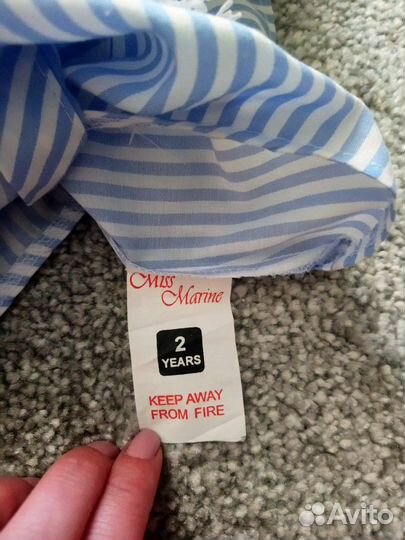 Miss
Marine
2
YEARS
KEEP AWAY
FROM FIRE
Avito